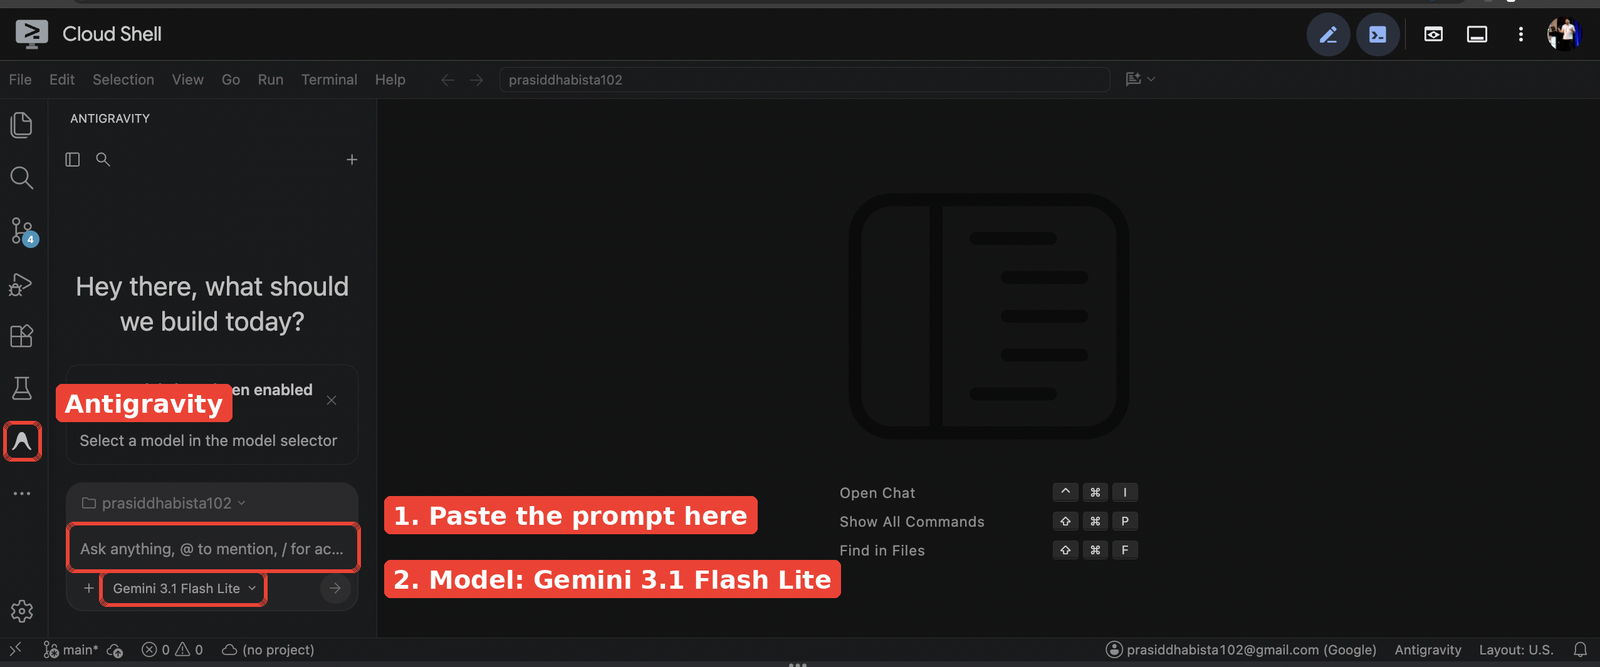 Cloud Shell
File Edit Selection View Go Run Terminal Help
prasiddhabista102
ANTIGRAVITY
4
Hey there, what should
we build today?
en enabled
Antigravity
Select a model in the model selector
prasiddhabista102
Ask anything, @ to mention, / for ac...
Gemini 3.1 Flash Lite
1. Paste the prompt here
2. Model: Gemini 3.1 Flash Lite
Open Chat ^ ⌘ I
Show All Commands ⇧ ⌘ P
Find in Files ⇧ ⌘ F
main* 0 0 (no project)
prasiddhabista102@gmail.com (Google) Antigravity Layout: U.S.